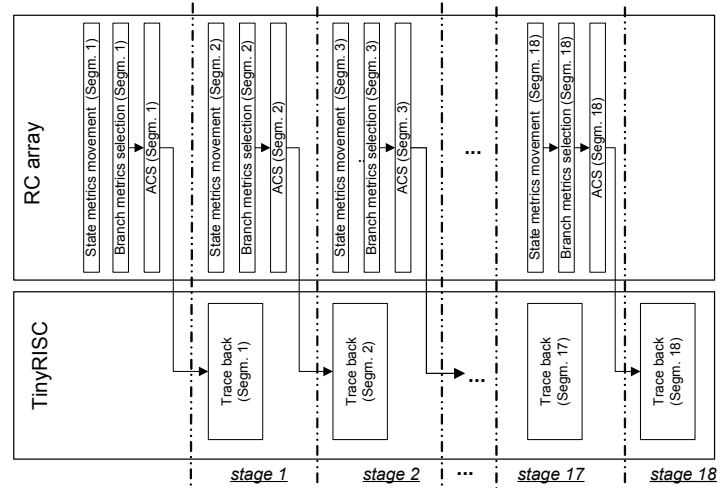 RC array
State metrics movement (Segm. 1)
Branch metrics selection (Segm. 1)
ACS (Segm. 1)
State metrics movement (Segm. 2)
Branch metrics selection (Segm. 2)
ACS (Segm. 2)
State metrics movement (Segm. 3)
Branch metrics selection (Segm. 3)
ACS (Segm. 3)
...
State metrics movement (Segm. 18)
Branch metrics selection (Segm. 18)
ACS (Segm. 18)
TinyRISC
Trace back
(Segm. 1)
Trace back
(Segm. 2)
...
Trace back
(Segm. 17)
Trace back
(Segm. 18)
stage 1
stage 2
...
stage 17
stage 18